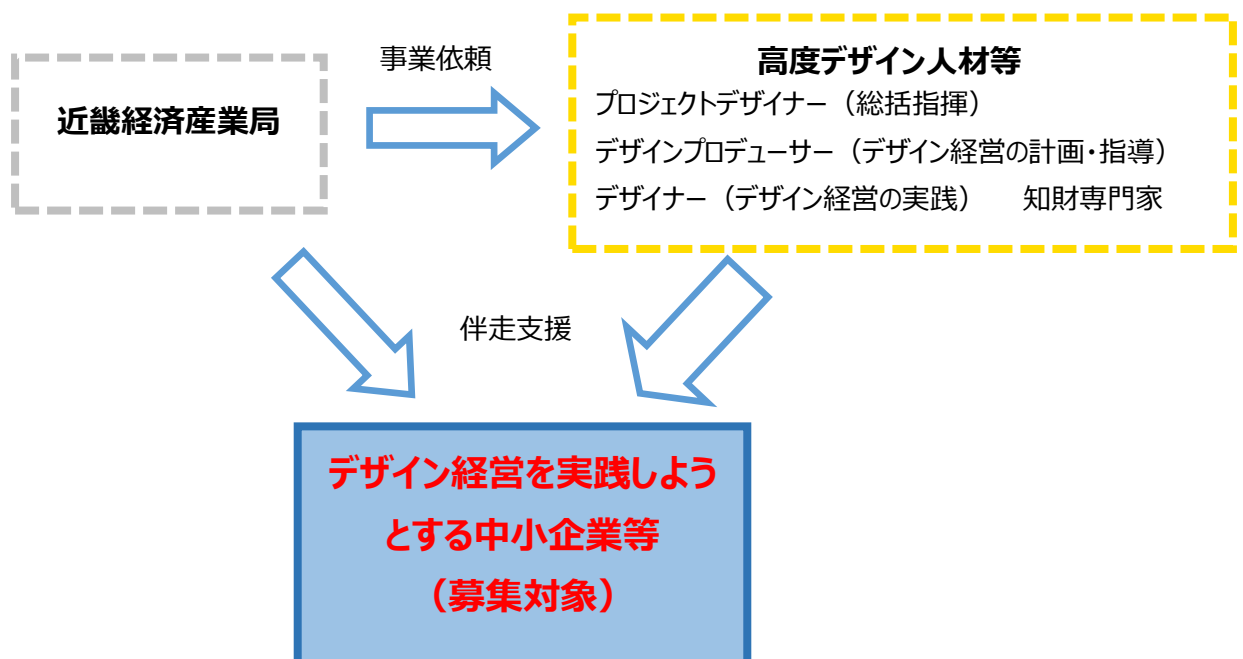 近畿経済産業局
事業依頼
高度デザイン人材等
プロジェクトデザイナー（総括指揮）
デザインプロデューサー（デザイン経営の計画・指導）
デザイナー（デザイン経営の実践）　　知財専門家
伴走支援
デザイン経営を実践しよう
とする中小企業等
（募集対象）